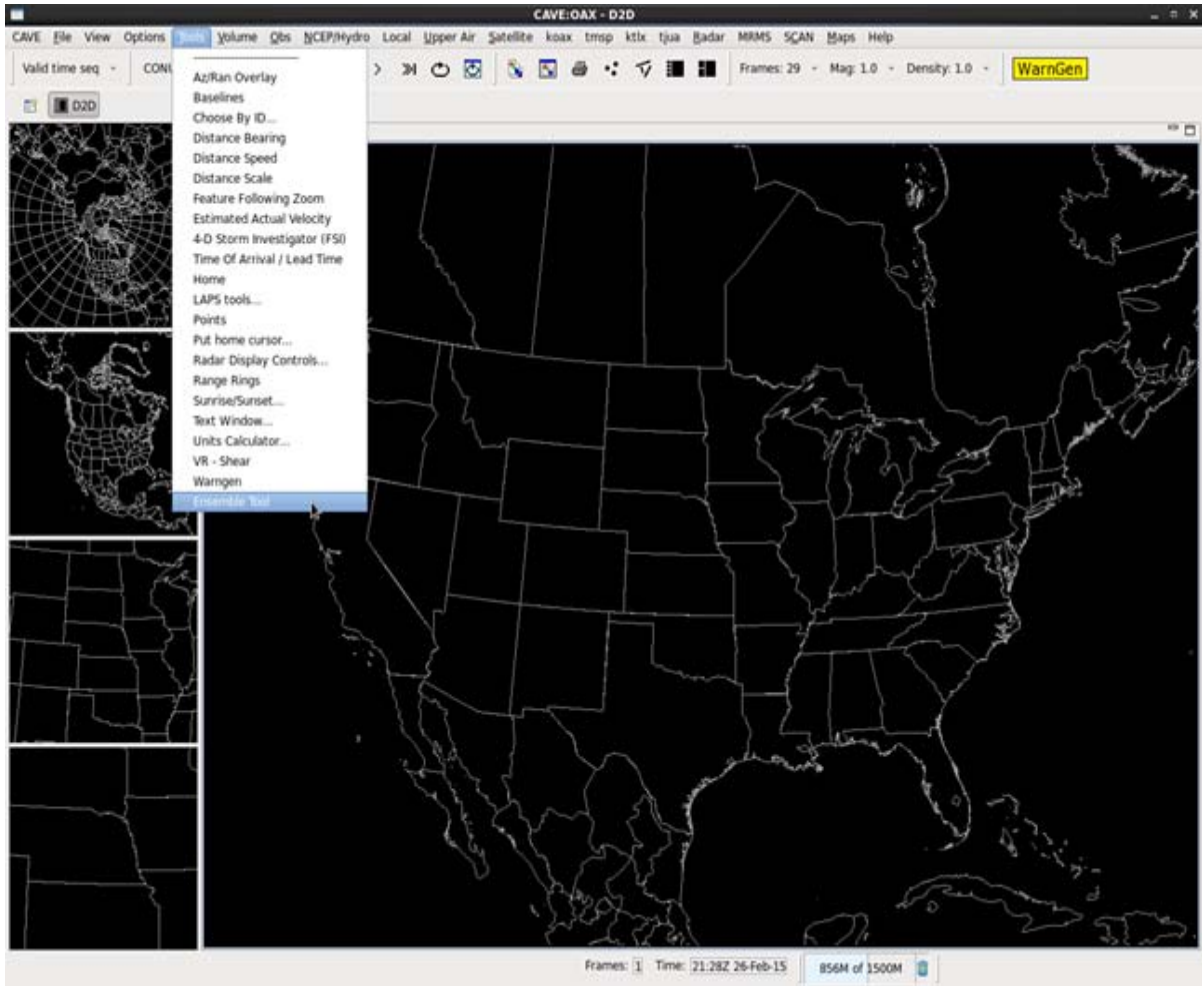 CAVE:OAX - D2D
CAVE File View Options Tools Volume Obs NCEP/Hydro Local Upper Air Satellite koax tmsp ktlx tjua Radar MRMS SCAN Maps Help
Valid time seq CONU Frames: 29 Mag: 1.0 Density: 1.0 WarnGen
D2D
Az/Ran Overlay
Baselines
Choose By ID...
Distance Bearing
Distance Speed
Distance Scale
Feature Following Zoom
Estimated Actual Velocity
4-D Storm Investigator (FSI)
Time Of Arrival / Lead Time
Home
LAPS tools...
Points
Put home cursor...
Radar Display Controls...
Range Rings
Sunrise/Sunset...
Text Window...
Units Calculator...
VR - Shear
Warngen
Ensemble Tool
Frames: 1 Time: 21:28Z 26-Feb-15 856M of 1500M